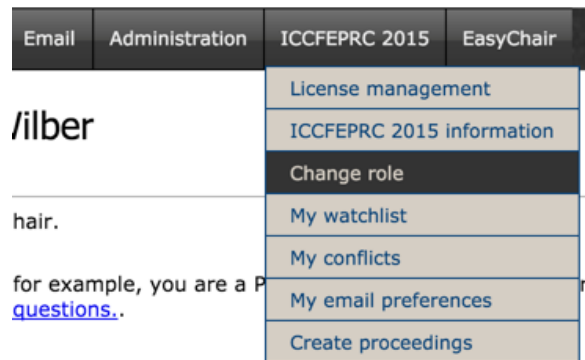 Email Administration ICCFEPRC 2015 EasyChair
License management
ilber
ICCFEPRC 2015 information
Change role
hair.
My watchlist
My conflicts
for example, you are a P
My email preferences
questions..
Create proceedings